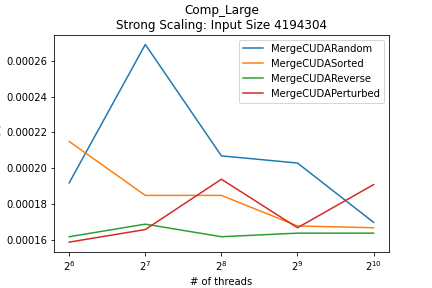 Comp_Large
Strong Scaling: Input Size 4194304
MergeCUDARandom
MergeCUDASorted
MergeCUDAReverse
MergeCUDAPerturbed
0.00026
0.00024
0.00022
0.00020
0.00018
0.00016
2⁶ 2⁷ 2⁸ 2⁹ 2¹⁰
# of threads